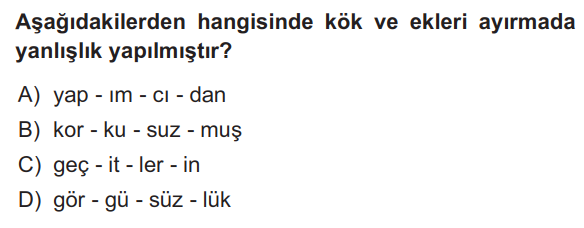 Aşağıdakilerden hangisinde kök ve ekleri ayırmada
yanlışlık yapılmıştır?
A) yap - ım - cı - dan
B) kor - ku - suz - muş
C) geç - it - ler - in
D) gör - gü - süz - lük